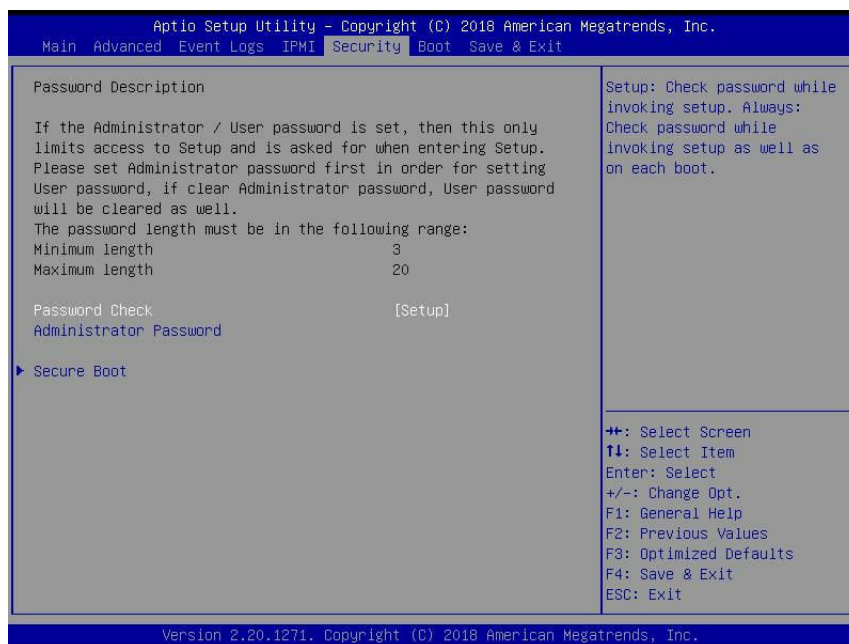 Aptio Setup Utility – Copyright (C) 2018 American Megatrends, Inc.
Main Advanced Event Logs IPMI Security Boot Save & Exit
Password Description
If the Administrator / User password is set, then this only
limits access to Setup and is asked for when entering Setup.
Please set Administrator password first in order for setting
User password, if clear Administrator password, User password
will be cleared as well.
The password length must be in the following range:
Minimum length 3
Maximum length 20
Password Check [Setup]
Administrator Password
Secure Boot
Setup: Check password while
invoking setup. Always:
Check password while
invoking setup as well as
on each boot.
→←: Select Screen
↑↓: Select Item
Enter: Select
+/-: Change Opt.
F1: General Help
F2: Previous Values
F3: Optimized Defaults
F4: Save & Exit
ESC: Exit
Version 2.20.1271. Copyright (C) 2018 American Megatrends, Inc.